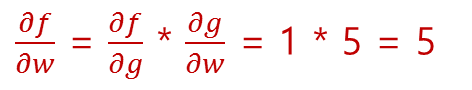 ∂f/∂w = ∂f/∂g * ∂g/∂w = 1 * 5 = 5